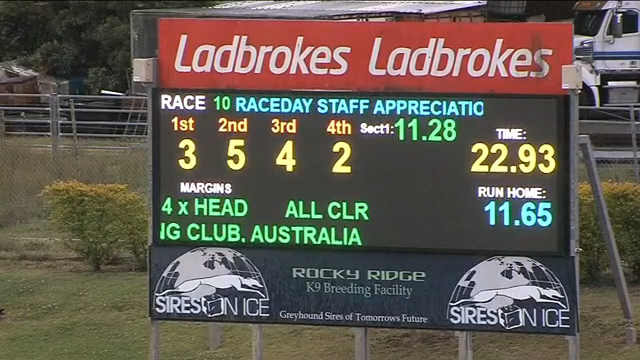 Ladbrokes Ladbrokes
RACE 10 RACEDAY STAFF APPRECIATIO
1st 2nd 3rd 4th Sect1: 11.28 TIME:
3 5 4 2 22.93
MARGINS RUN HOME:
4 x HEAD ALL CLR 11.65
NG CLUB, AUSTRALIA
SIRES ON ICE
ROCKY RIDGE
K9 Breeding Facility
Greyhound Sires of Tomorrows Future
SIRES ON ICE